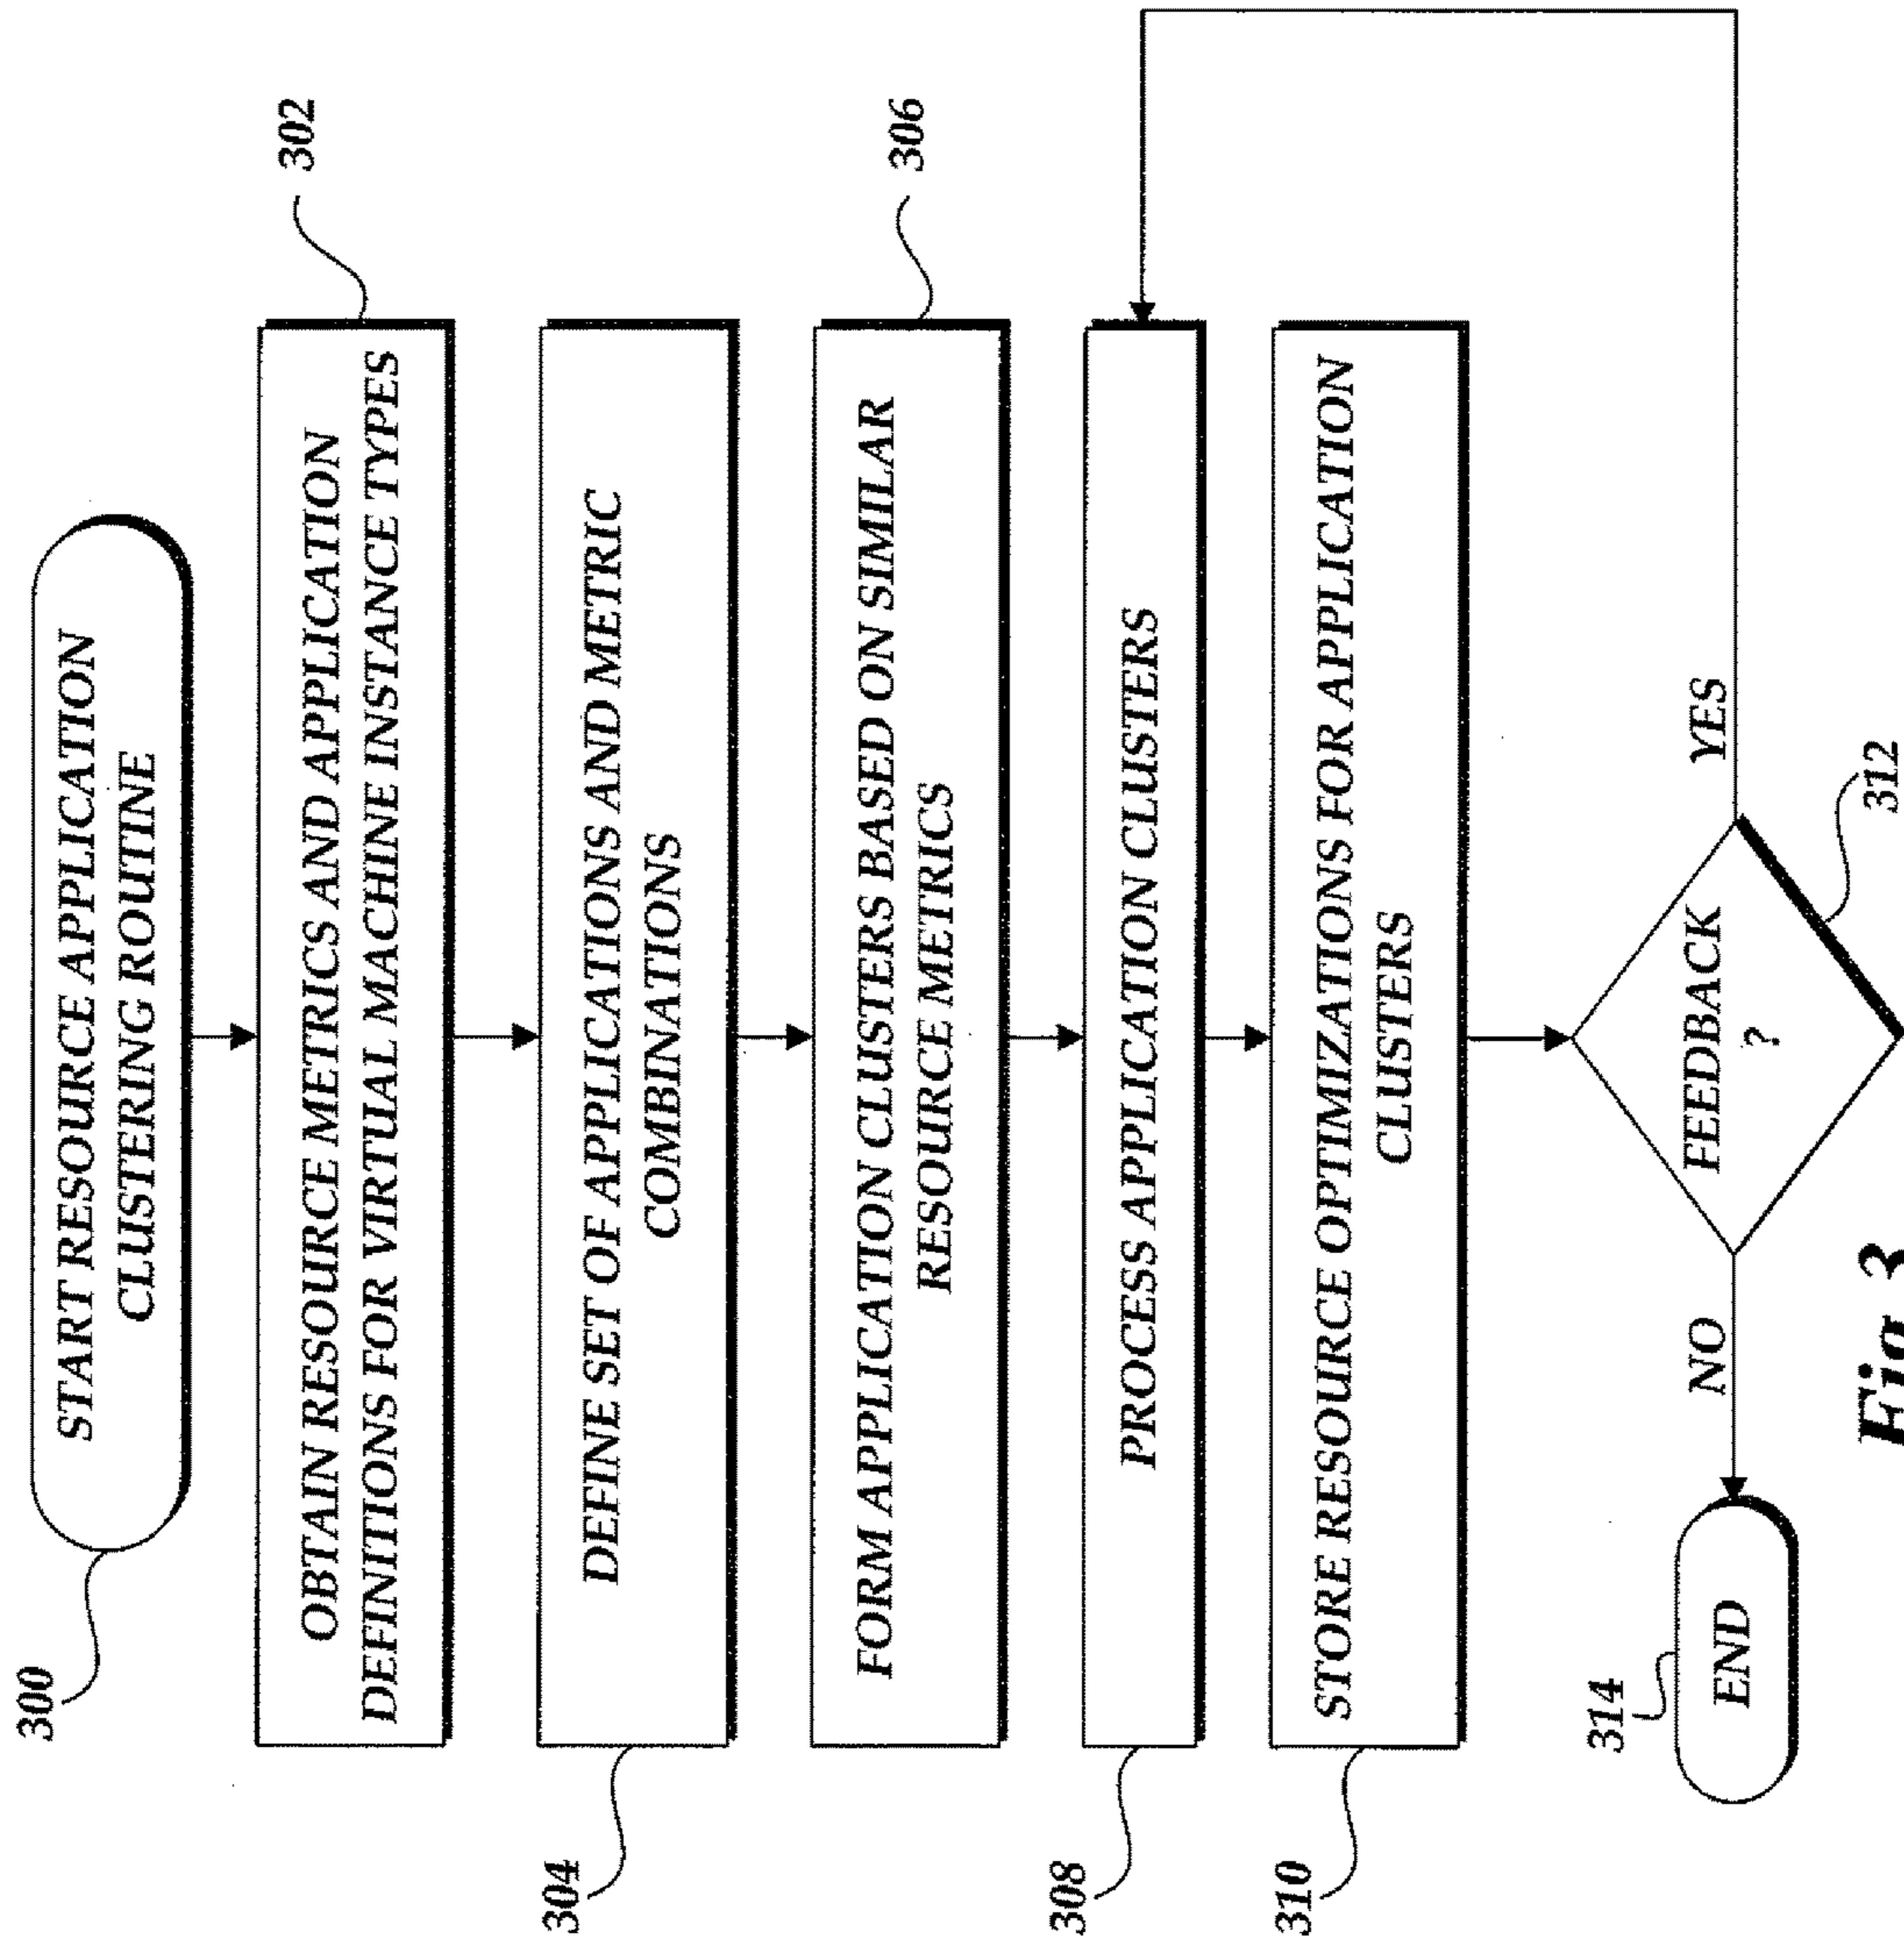 300
START RESOURCE APPLICATION
CLUSTERING ROUTINE
302
OBTAIN RESOURCE METRICS AND APPLICATION
DEFINITIONS FOR VIRTUAL MACHINE INSTANCE TYPES
304
DEFINE SET OF APPLICATIONS AND METRIC
COMBINATIONS
306
FORM APPLICATION CLUSTERS BASED ON SIMILAR
RESOURCE METRICS
308
PROCESS APPLICATION CLUSTERS
310
STORE RESOURCE OPTIMIZATIONS FOR APPLICATION
CLUSTERS
FEEDBACK
?
YES
312
NO
314
END
Fig. 3